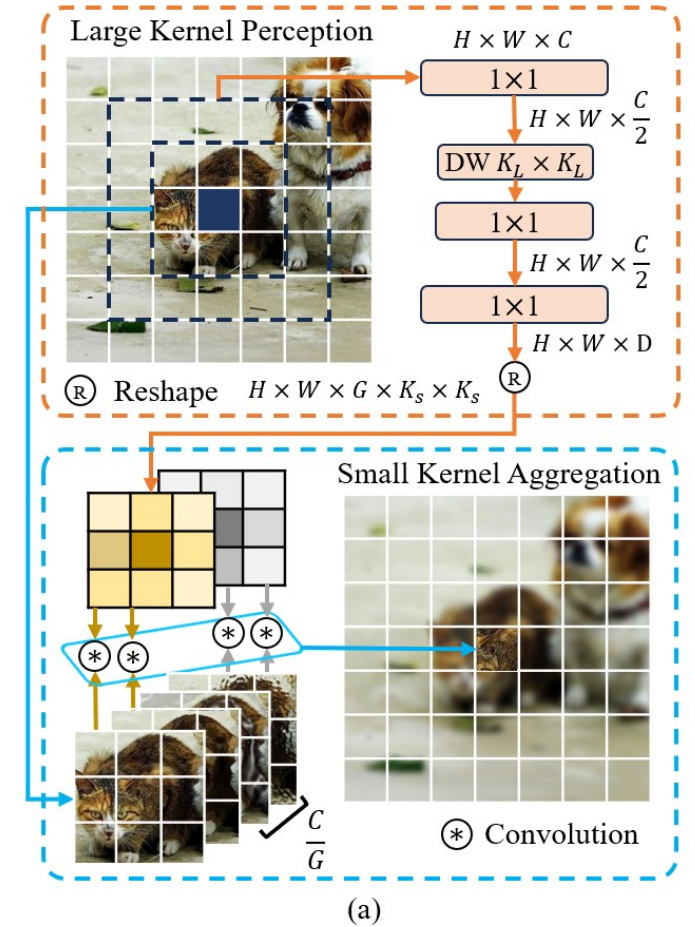 Large Kernel Perception
H × W × C
1×1
H × W × C/2
DW K_L × K_L
1×1
H × W × C/2
1×1
H × W × D
R
R Reshape H × W × G × K_s × K_s
Small Kernel Aggregation
* * * *
C/G
* Convolution
(a)